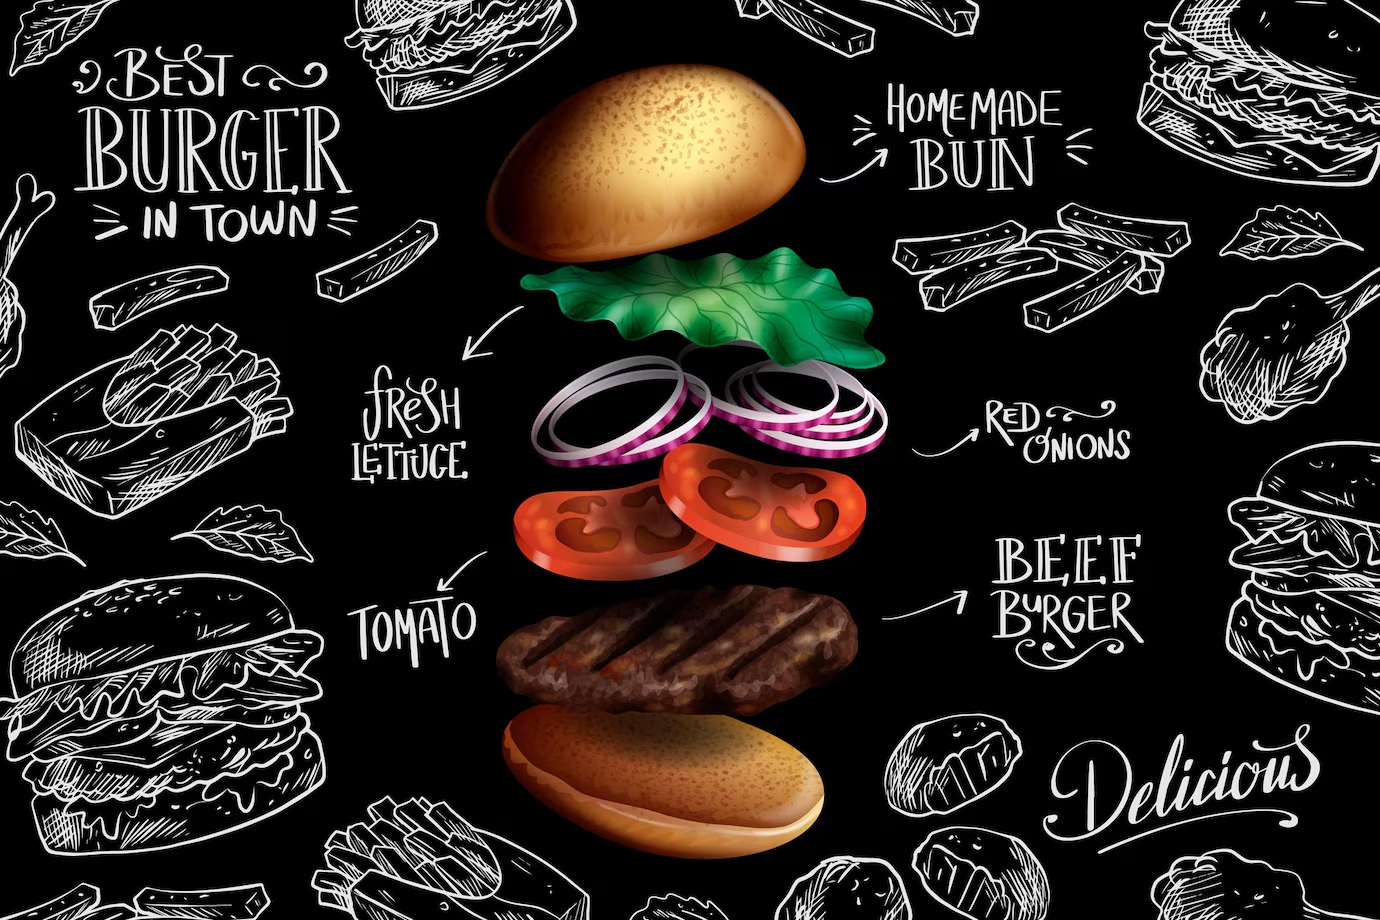 BEST
BURGER
IN TOWN
HOMEMADE
BUN
FRESH
LETTUCE
RED
ONIONS
TOMATO
BEEF
BURGER
Delicious